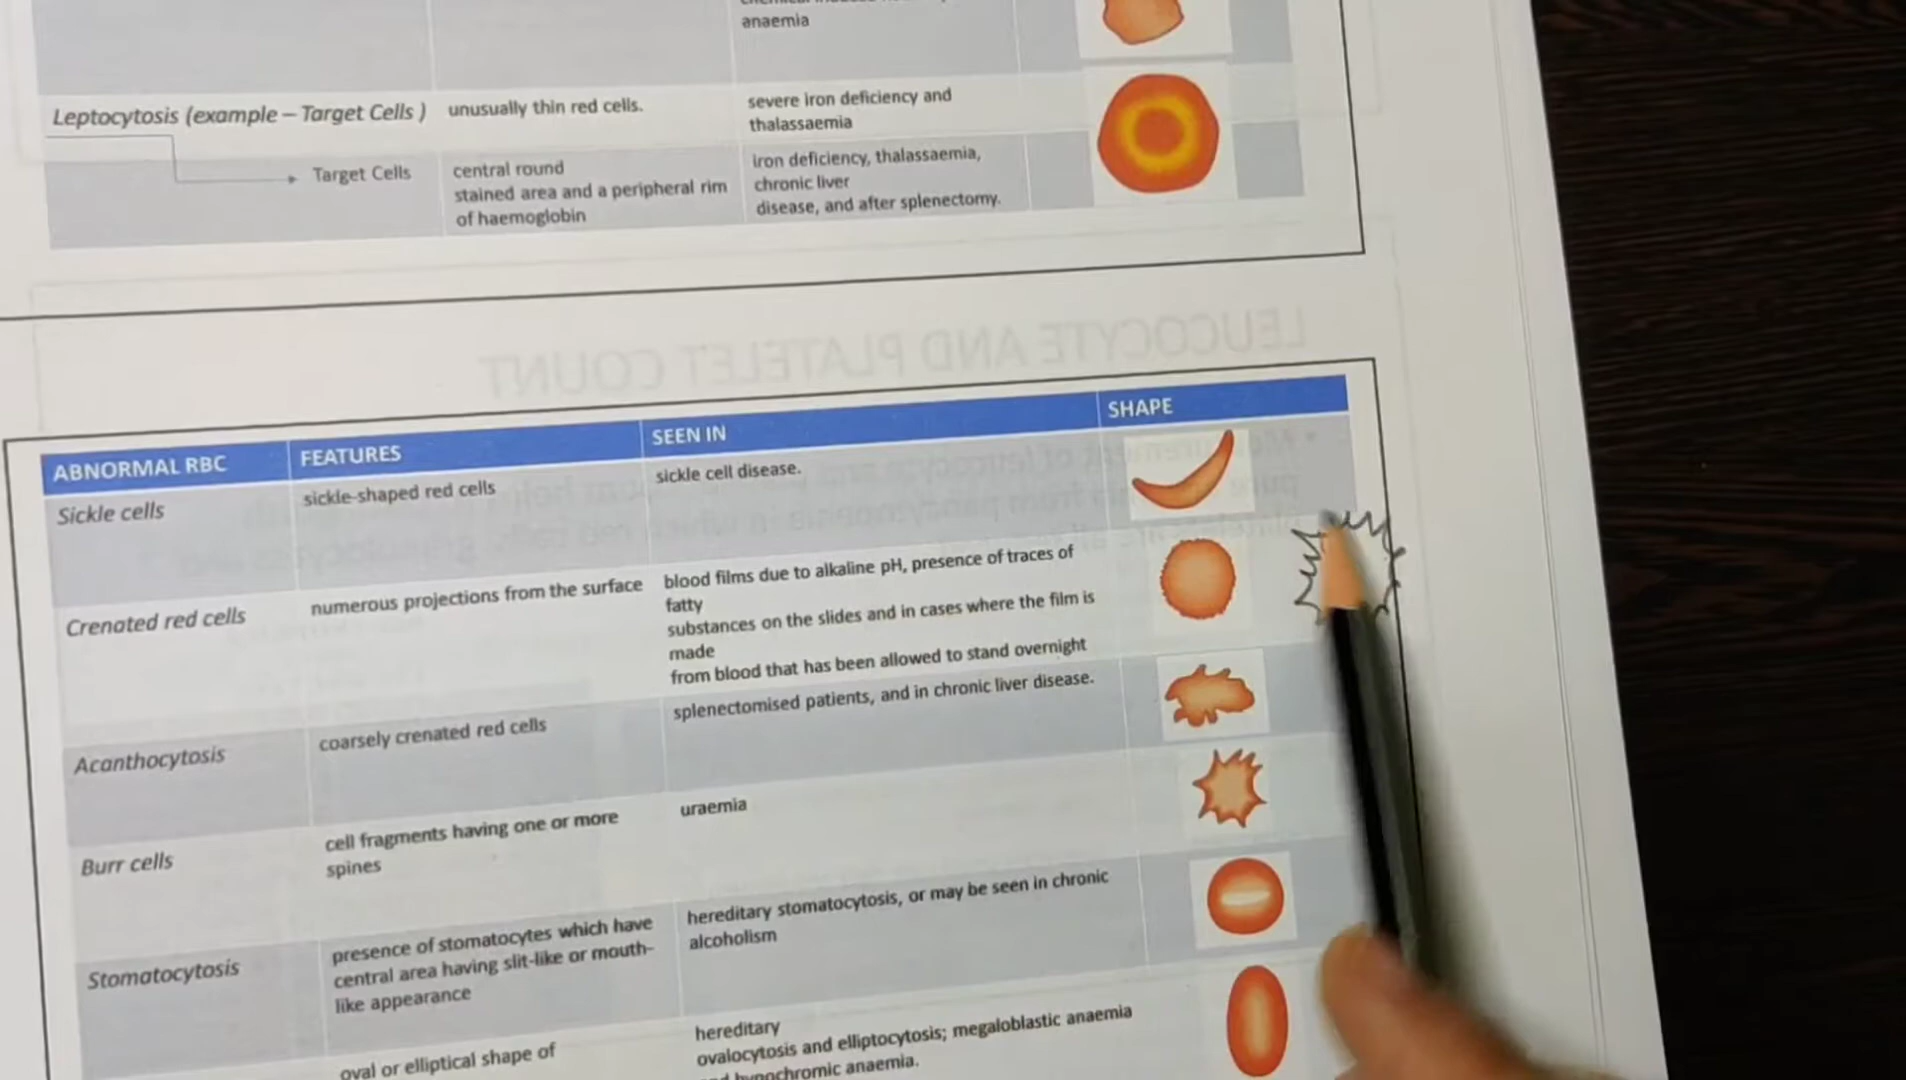 anaemia
Leptocytosis (example – Target Cells )
unusually thin red cells.
severe iron deficiency and
thalassaemia
Target Cells
central round
stained area and a peripheral rim
of haemoglobin
iron deficiency, thalassaemia,
chronic liver
disease, and after splenectomy.
LEUCOCYTE AND PLATELET COUNT
ABNORMAL RBC
FEATURES
SEEN IN
SHAPE
Sickle cells
sickle-shaped red cells
sickle cell disease.
Crenated red cells
numerous projections from the surface
blood films due to alkaline pH, presence of traces of
fatty
substances on the slides and in cases where the film is
made
from blood that has been allowed to stand overnight
Acanthocytosis
coarsely crenated red cells
splenectomised patients, and in chronic liver disease.
Burr cells
cell fragments having one or more
spines
uraemia
Stomatocytosis
presence of stomatocytes which have
central area having slit-like or mouth-
like appearance
hereditary stomatocytosis, or may be seen in chronic
alcoholism
oval or elliptical shape of
hereditary
ovalocytosis and elliptocytosis; megaloblastic anaemia
hypochromic anaemia.